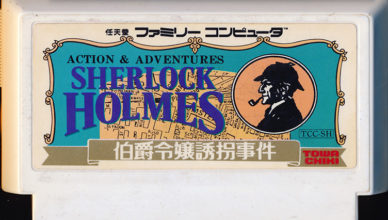 任天堂 ファミリー コンピュータ
ACTION & ADVENTURES
SHERLOCK
HOLMES
TCC-SH
伯爵令嬢誘拐事件
TOWA
CHIKI